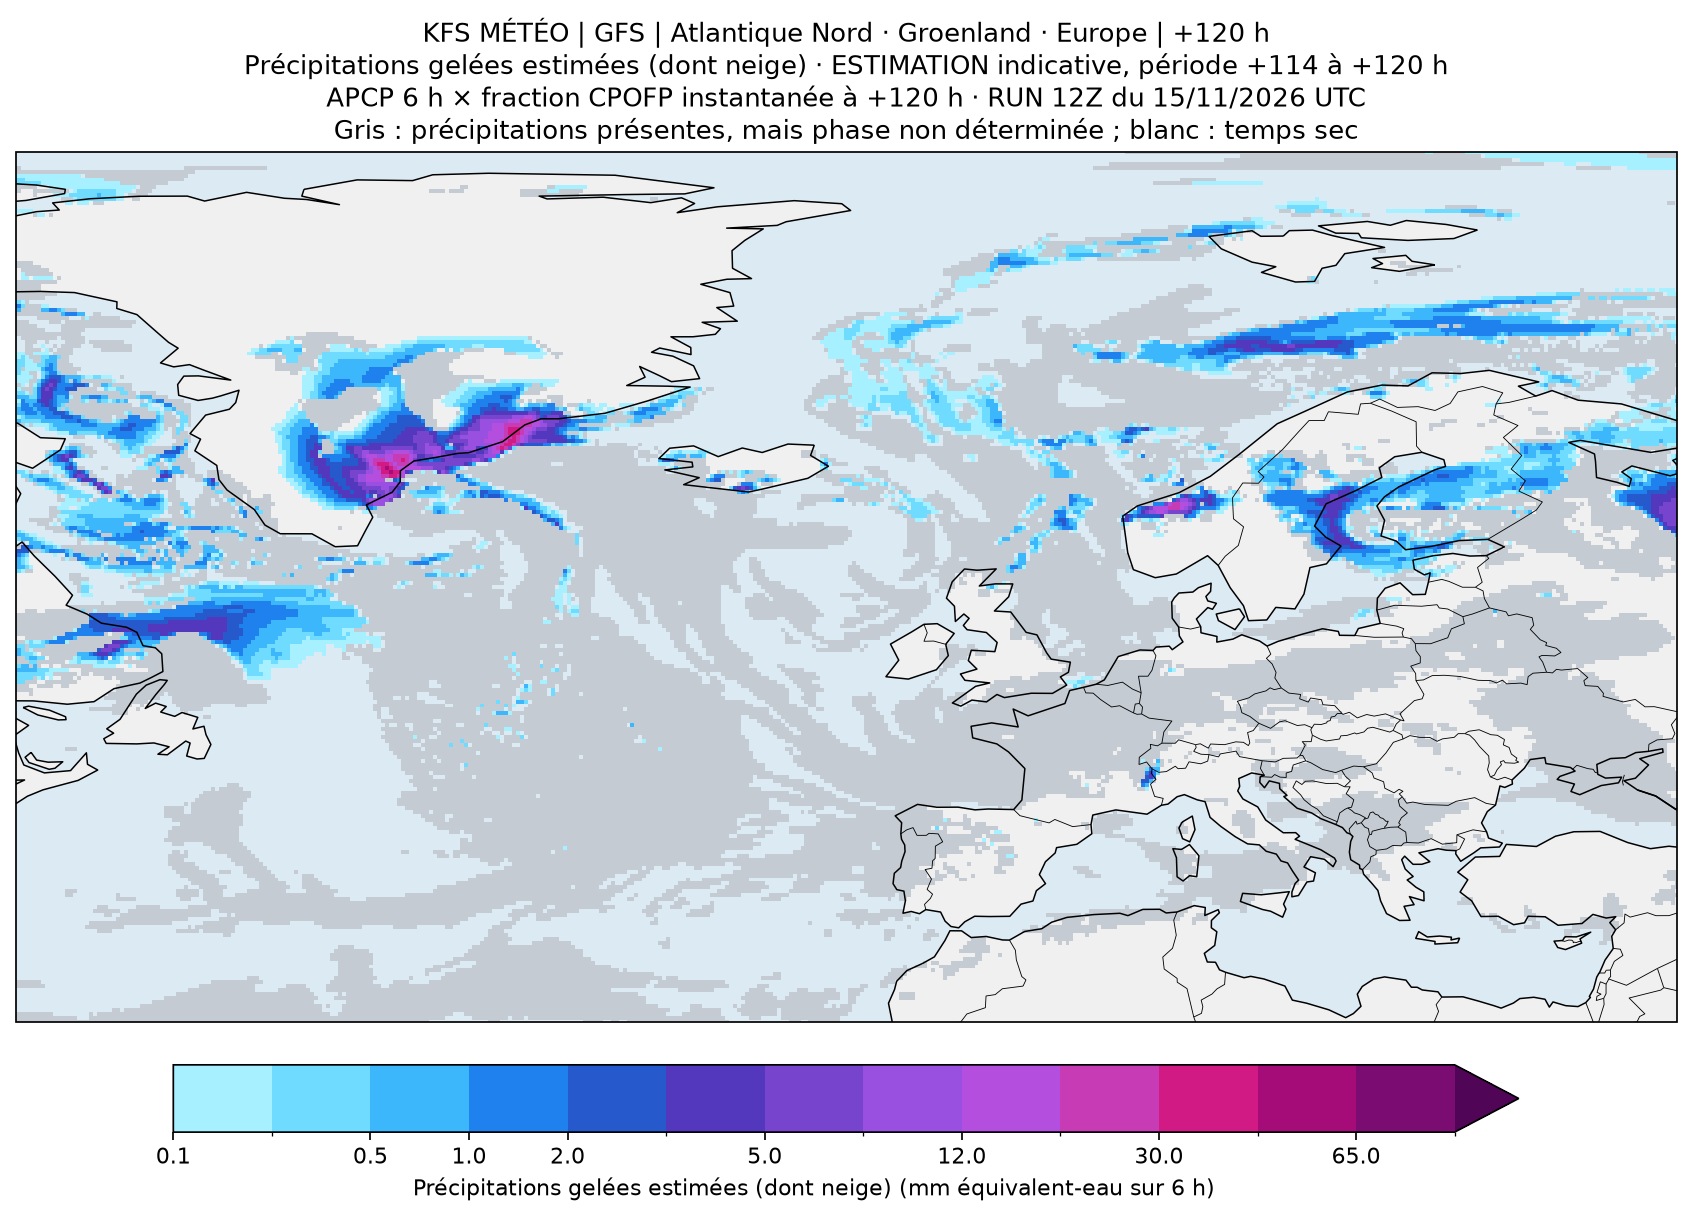 KFS MÉTÉO | GFS | Atlantique Nord · Groenland · Europe | +120 h
Précipitations gelées estimées (dont neige) · ESTIMATION indicative, période +114 à +120 h
APCP 6 h × fraction CPOFP instantanée à +120 h · RUN 12Z du 15/11/2026 UTC
Gris : précipitations présentes, mais phase non déterminée ; blanc : temps sec
0.1 0.5 1.0 2.0 5.0 12.0 30.0 65.0
Précipitations gelées estimées (dont neige) (mm équivalent-eau sur 6 h)